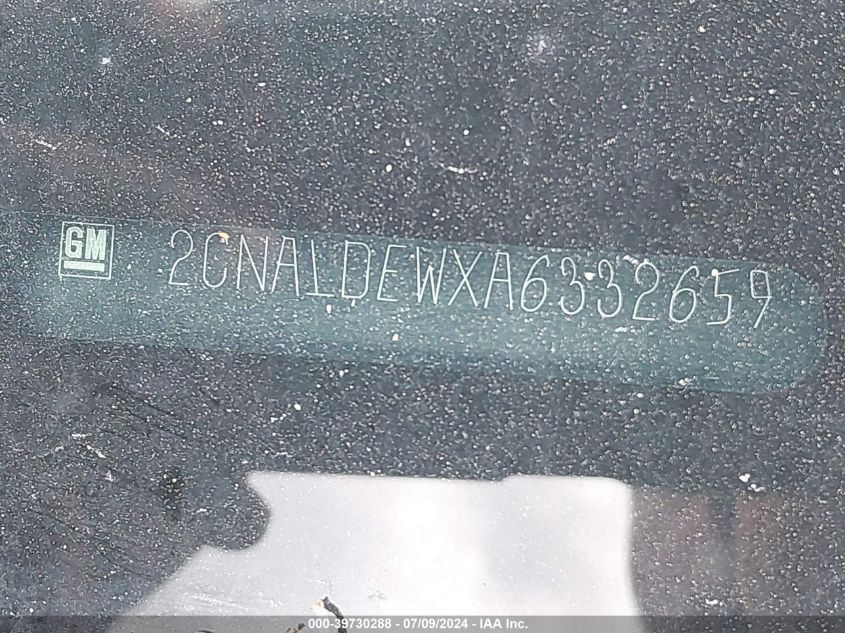 GM 2CNALDEWXA6332659
000-39730288 - 07/09/2024 - IAA Inc.